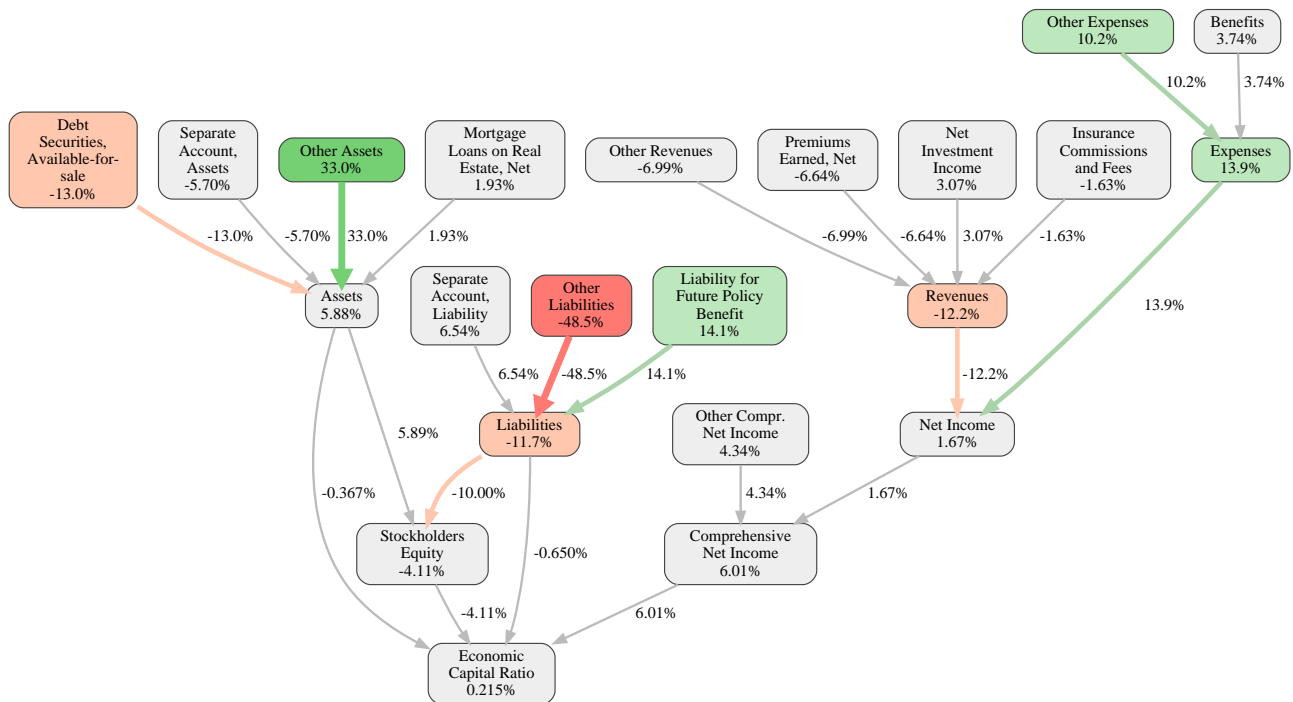 Other Expenses
10.2%
Benefits
3.74%
10.2%
3.74%
Debt
Securities,
Available-for-
sale
-13.0%
Separate
Account,
Assets
-5.70%
Other Assets
33.0%
Mortgage
Loans on Real
Estate, Net
1.93%
Other Revenues
-6.99%
Premiums
Earned, Net
-6.64%
Net
Investment
Income
3.07%
Insurance
Commissions
and Fees
-1.63%
Expenses
13.9%
-13.0%
-5.70%
33.0%
1.93%
-6.99%
-6.64%
3.07%
-1.63%
Assets
5.88%
Separate
Account,
Liability
6.54%
Other
Liabilities
-48.5%
Liability for
Future Policy
Benefit
14.1%
Revenues
-12.2%
13.9%
6.54%
-48.5%
14.1%
-12.2%
5.89%
Liabilities
-11.7%
Other Compr.
Net Income
4.34%
Net Income
1.67%
-0.367%
-10.00%
4.34%
1.67%
Stockholders
Equity
-4.11%
-0.650%
Comprehensive
Net Income
6.01%
-4.11%
6.01%
Economic
Capital Ratio
0.215%